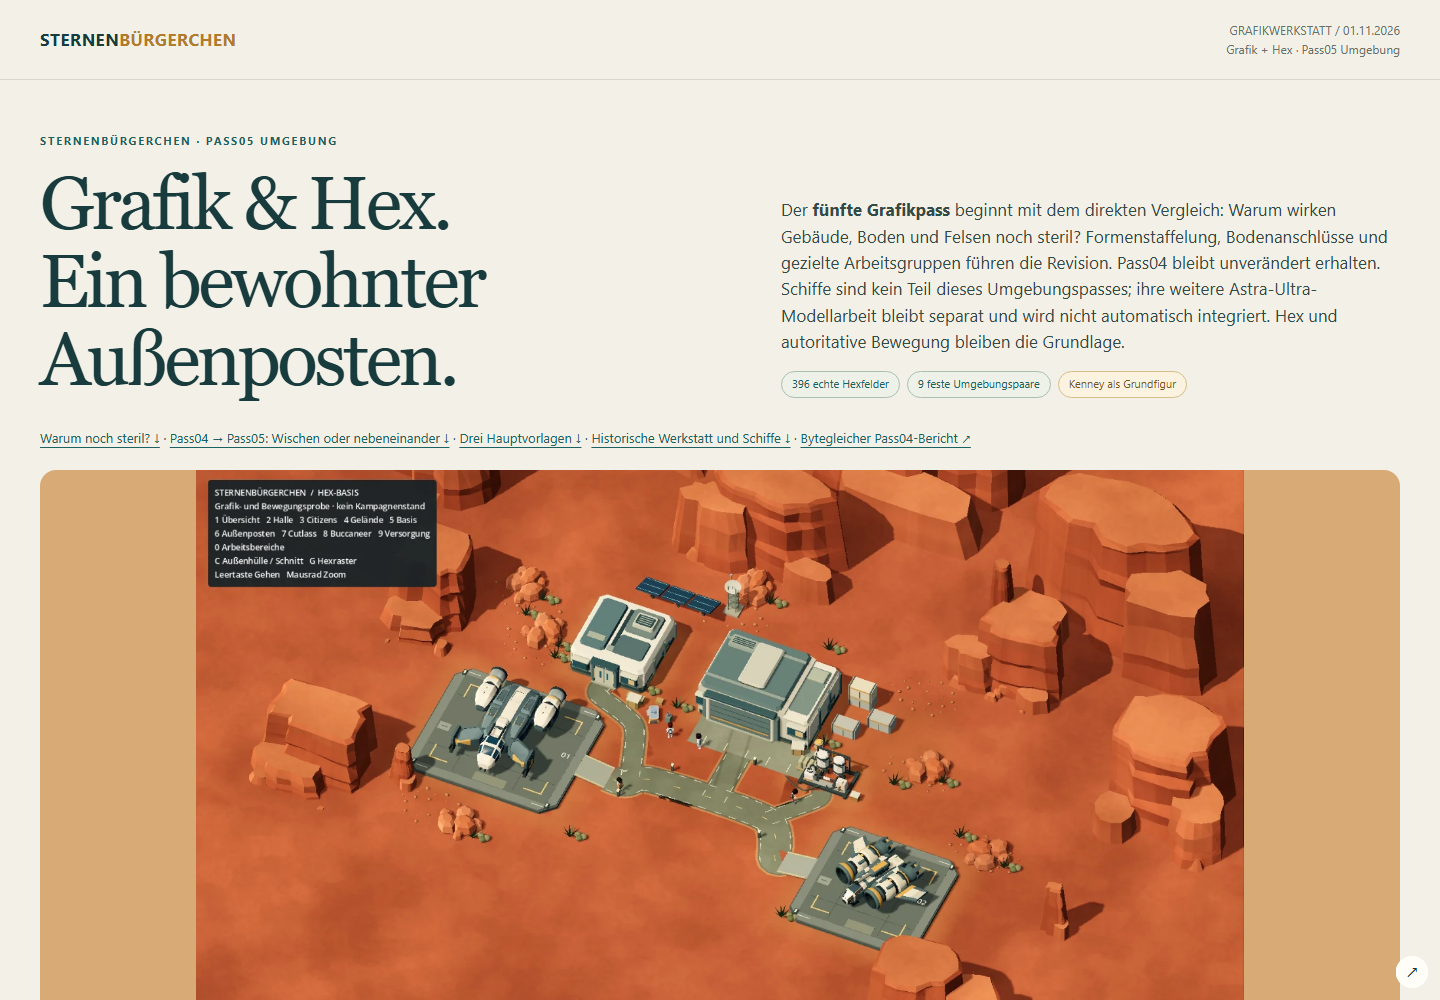 STERNENBÜRGERCHEN
GRAFIKWERKSTATT / 01.11.2026
Grafik + Hex · Pass05 Umgebung
STERNENBÜRGERCHEN · PASS05 UMGEBUNG
Grafik & Hex.
Ein bewohnter
Außenposten.
Der fünfte Grafikpass beginnt mit dem direkten Vergleich: Warum wirken
Gebäude, Boden und Felsen noch steril? Formenstaffelung, Bodenanschlüsse und
gezielte Arbeitsgruppen führen die Revision. Pass04 bleibt unverändert erhalten.
Schiffe sind kein Teil dieses Umgebungspasses; ihre weitere Astra-Ultra-
Modellarbeit bleibt separat und wird nicht automatisch integriert. Hex und
autoritative Bewegung bleiben die Grundlage.
396 echte Hexfelder
9 feste Umgebungspaare
Kenney als Grundfigur
Warum noch steril? ↓ · Pass04 → Pass05: Wischen oder nebeneinander ↓ · Drei Hauptvorlagen ↓ · Historische Werkstatt und Schiffe ↓ · Bytegleicher Pass04-Bericht ↗
STERNENBÜRGERCHEN / HEX-BASIS
Grafik- und Bewegungsprobe · kein Kampagnenstand
1 Übersicht 2 Halle 3 Citizens 4 Gelände 5 Basis
6 Außenposten 7 Cutlass 8 Buccaneer 9 Versorgung
0 Arbeitsbereiche
C Außenhülle / Schnitt G Hexraster
Leertaste Gehen Mausrad Zoom
01
02
↗